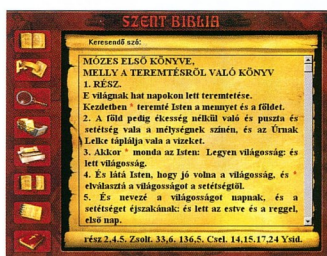 SZENT BIBLIA
Keresendő szó:
MÓZES ELSŐ KÖNYVE,
MELLY A TEREMTÉSRŐL VALÓ KÖNYV
1. RÉSZ.
E világnak hat napokon lett teremtetése.
Kezdetben * teremté Isten a mennyet és a földet.
2. A föld pedig ékesség nélkül való és puszta és
setétség vala a mélységnek színén, és az Úrnak
Lelke táplálja vala a vizeket.
3. Akkor * monda az Isten: Legyen világosság: és
lett világosság.
4. És látá Isten, hogy jó volna a világosság, és *
elválasztá a világosságot a setétségtől.
5. És nevezé a világosságot napnak, és a
setétséget éjszakának: és lett az estve és a reggel,
első nap.
rész 2,4.5. Zsolt. 33,6. 136,5. Csel. 14,15.17,24 Ysid.